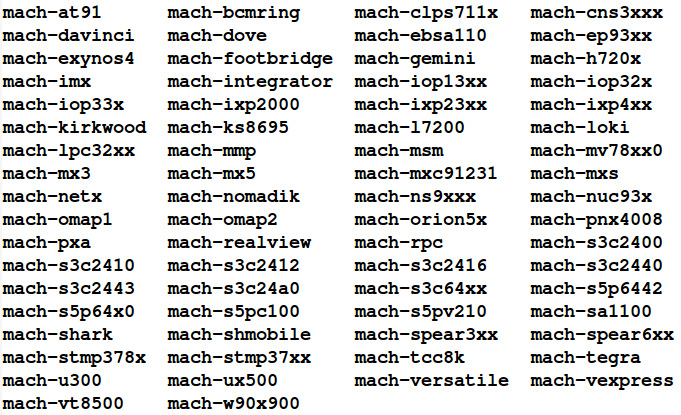 mach-at91 mach-bcmring mach-clps711x mach-cns3xxx
mach-davinci mach-dove mach-ebsa110 mach-ep93xx
mach-exynos4 mach-footbridge mach-gemini mach-h720x
mach-imx mach-integrator mach-iop13xx mach-iop32x
mach-iop33x mach-ixp2000 mach-ixp23xx mach-ixp4xx
mach-kirkwood mach-ks8695 mach-l7200 mach-loki
mach-lpc32xx mach-mmp mach-msm mach-mv78xx0
mach-mx3 mach-mx5 mach-mxc91231 mach-mxs
mach-netx mach-nomadik mach-ns9xxx mach-nuc93x
mach-omap1 mach-omap2 mach-orion5x mach-pnx4008
mach-pxa mach-realview mach-rpc mach-s3c2400
mach-s3c2410 mach-s3c2412 mach-s3c2416 mach-s3c2440
mach-s3c2443 mach-s3c24a0 mach-s3c64xx mach-s5p6442
mach-s5p64x0 mach-s5pc100 mach-s5pv210 mach-sa1100
mach-shark mach-shmobile mach-spear3xx mach-spear6xx
mach-stmp378x mach-stmp37xx mach-tcc8k mach-tegra
mach-u300 mach-ux500 mach-versatile mach-vexpress
mach-vt8500 mach-w90x900